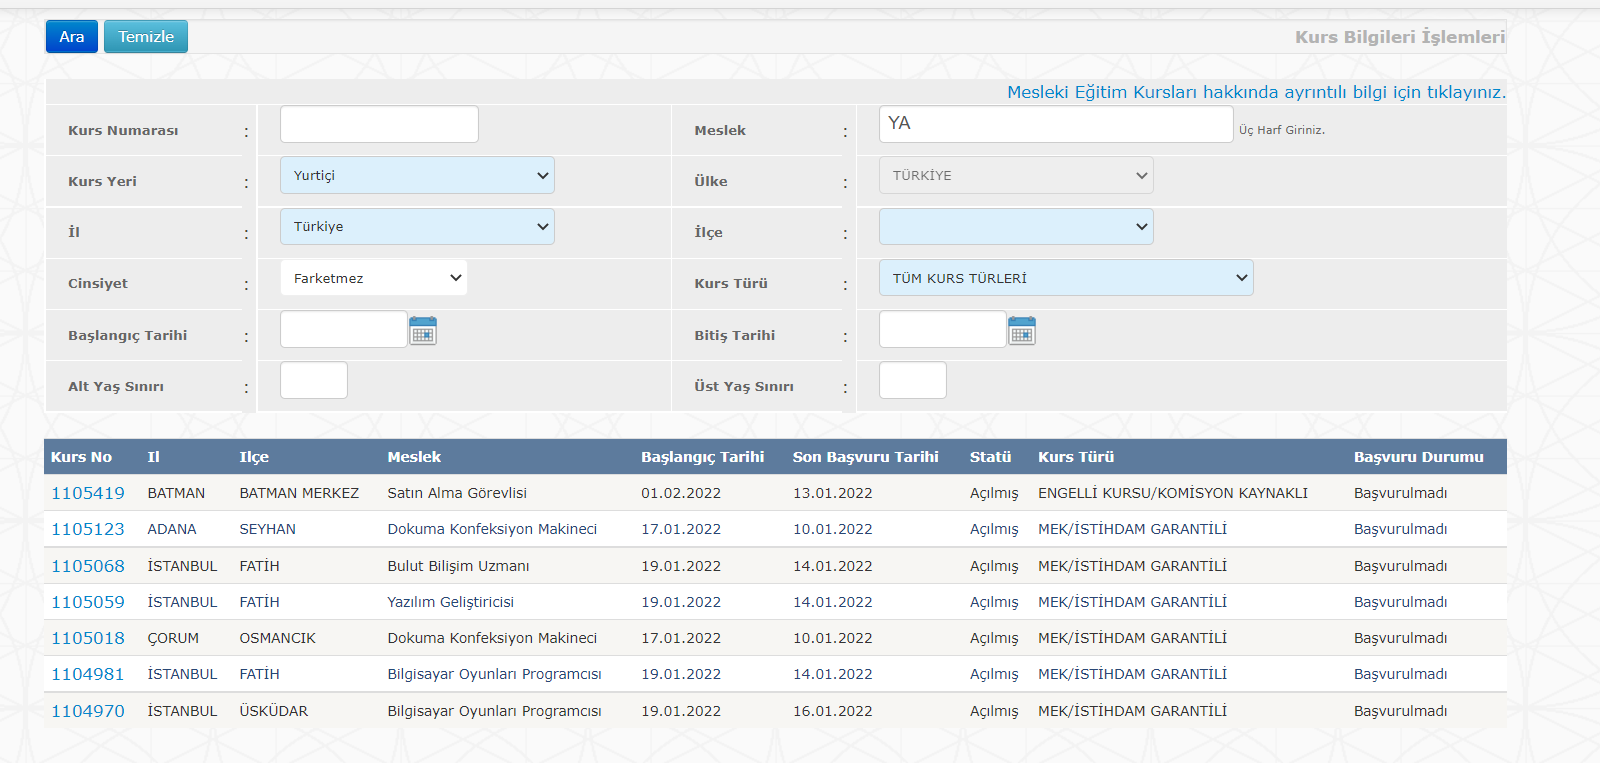 Ara Temizle Kurs Bilgileri İşlemleri
Mesleki Eğitim Kursları hakkında ayrıntılı bilgi için tıklayınız.
Kurs Numarası : Meslek : YA Üç Harf Giriniz.
Kurs Yeri : Yurtiçi Ülke : TÜRKİYE
İl : Türkiye İlçe :
Cinsiyet : Farketmez Kurs Türü : TÜM KURS TÜRLERİ
Başlangıç Tarihi : Bitiş Tarihi :
Alt Yaş Sınırı : Üst Yaş Sınırı :
Kurs No Il Ilçe Meslek Başlangıç Tarihi Son Başvuru Tarihi Statü Kurs Türü Başvuru Durumu
1105419 BATMAN BATMAN MERKEZ Satın Alma Görevlisi 01.02.2022 13.01.2022 Açılmış ENGELLİ KURSU/KOMİSYON KAYNAKLI Başvurulmadı
1105123 ADANA SEYHAN Dokuma Konfeksiyon Makineci 17.01.2022 10.01.2022 Açılmış MEK/İSTİHDAM GARANTİLİ Başvurulmadı
1105068 İSTANBUL FATİH Bulut Bilişim Uzmanı 19.01.2022 14.01.2022 Açılmış MEK/İSTİHDAM GARANTİLİ Başvurulmadı
1105059 İSTANBUL FATİH Yazılım Geliştiricisi 19.01.2022 14.01.2022 Açılmış MEK/İSTİHDAM GARANTİLİ Başvurulmadı
1105018 ÇORUM OSMANCIK Dokuma Konfeksiyon Makineci 17.01.2022 10.01.2022 Açılmış MEK/İSTİHDAM GARANTİLİ Başvurulmadı
1104981 İSTANBUL FATİH Bilgisayar Oyunları Programcısı 19.01.2022 14.01.2022 Açılmış MEK/İSTİHDAM GARANTİLİ Başvurulmadı
1104970 İSTANBUL ÜSKÜDAR Bilgisayar Oyunları Programcısı 19.01.2022 16.01.2022 Açılmış MEK/İSTİHDAM GARANTİLİ Başvurulmadı